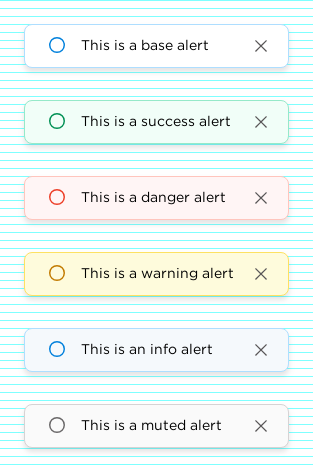 This is a base alert
This is a success alert
This is a danger alert
This is a warning alert
This is an info alert
This is a muted alert